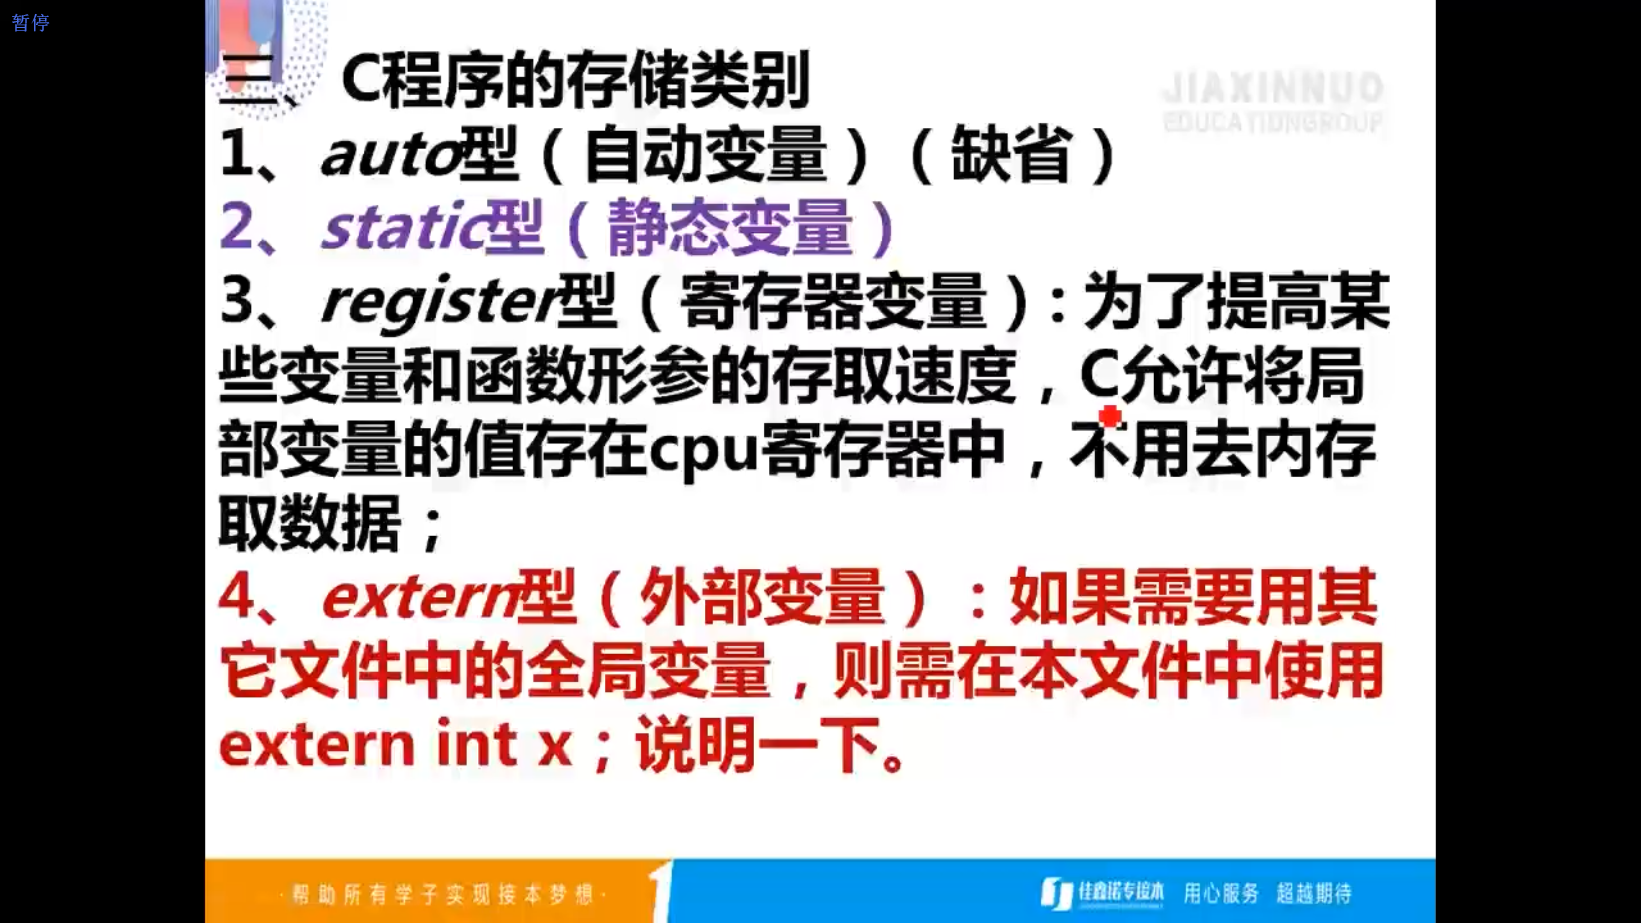 暂停
三、C程序的存储类别
JIAXINNUO
EDUCATIONGROUP
1、auto型（自动变量）（缺省）
2、static型（静态变量）
3、register型（寄存器变量）：为了提高某
些变量和函数形参的存取速度，C允许将局
部变量的值存在cpu寄存器中，不用去内存
取数据；
4、extern型（外部变量）：如果需要用其
它文件中的全局变量，则需在本文件中使用
extern int x；说明一下。
·帮助所有学子实现接本梦想·
佳鑫诺专接本 用心服务 超越期待